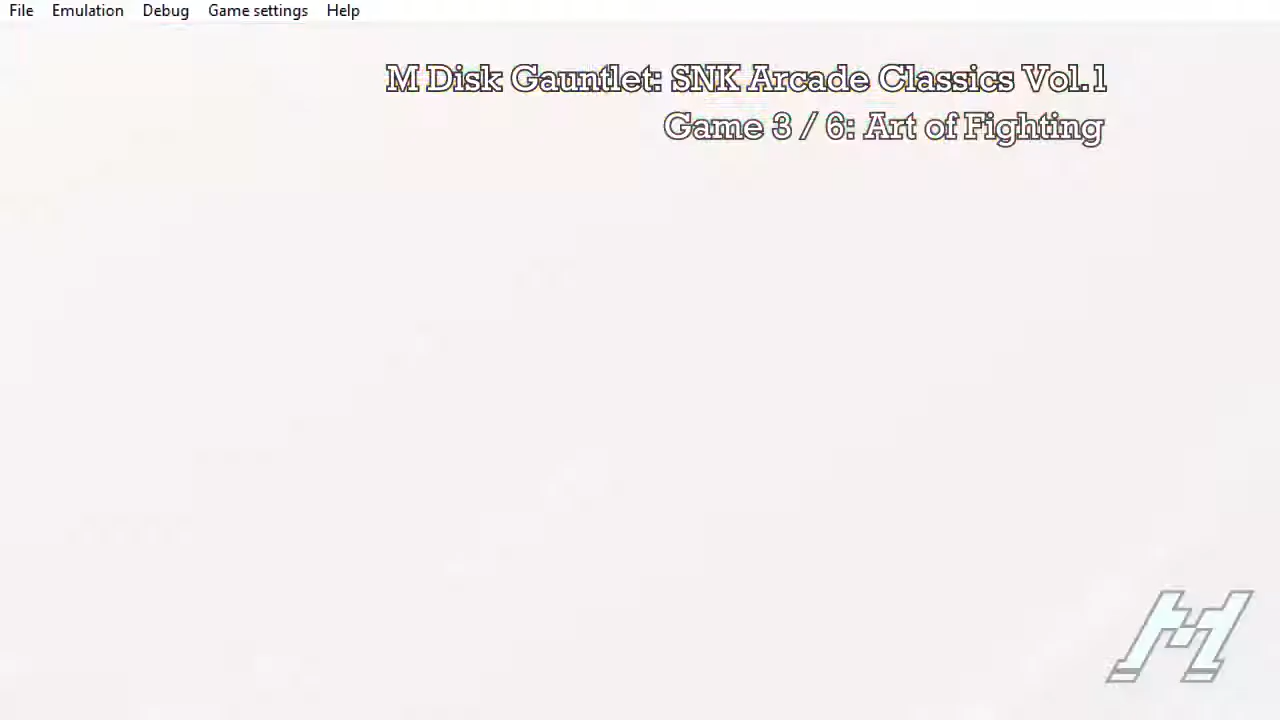 File Emulation Debug Game settings Help
M Disk Gauntlet: SNK Arcade Classics Vol.1
Game 3 / 6: Art of Fighting
M